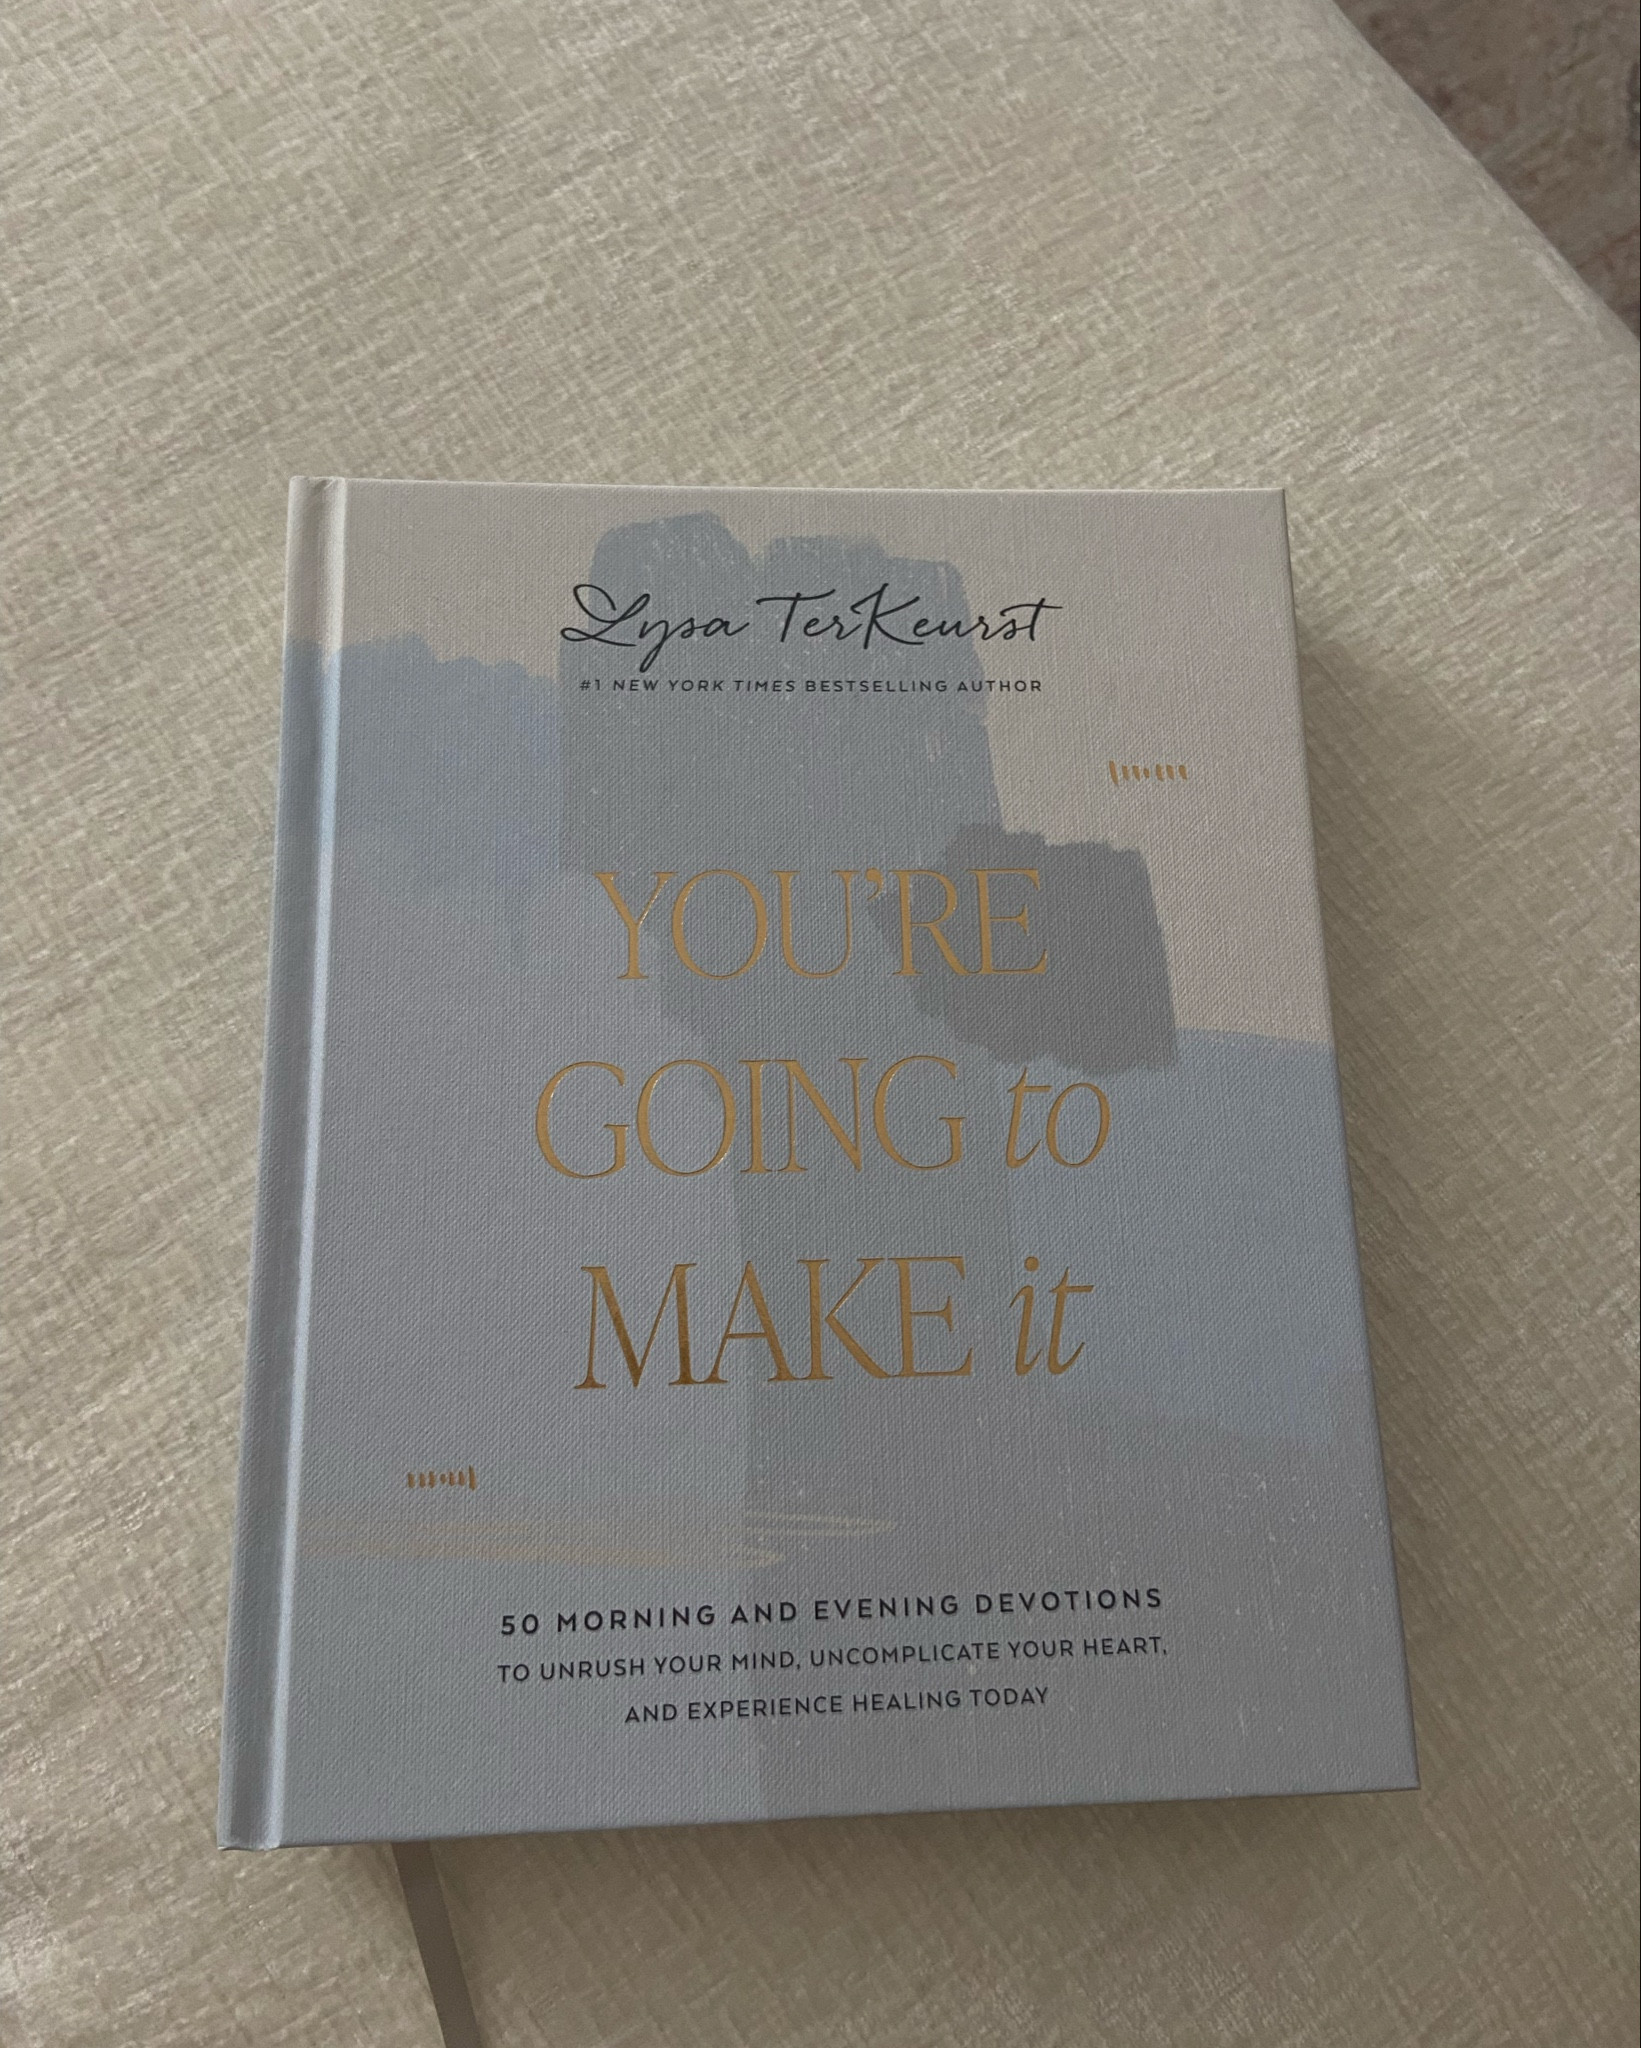 Lysa TerKeurst
#1 NEW YORK TIMES BESTSELLING AUTHOR
YOU'RE
GOING to
MAKE it
50 MORNING AND EVENING DEVOTIONS
TO UNRUSH YOUR MIND, UNCOMPLICATE YOUR HEART,
AND EXPERIENCE HEALING TODAY